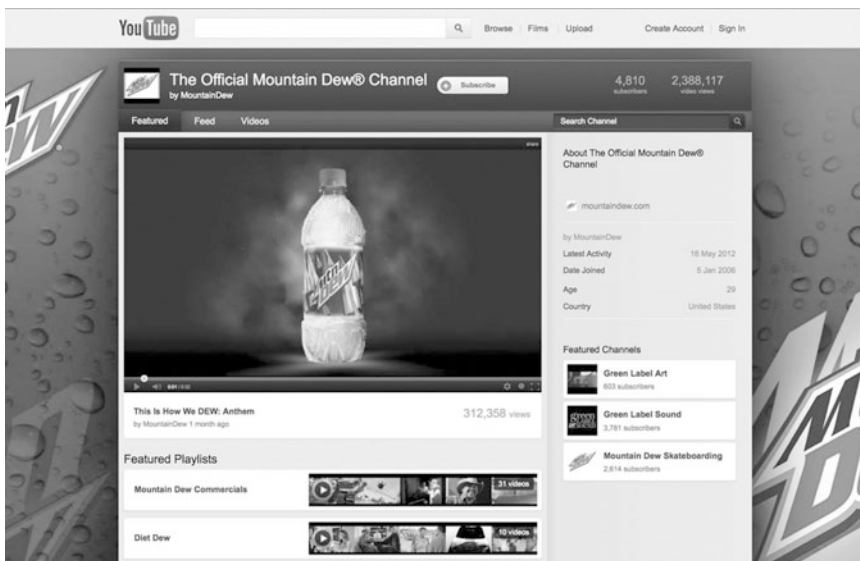 You Tube
Browse Films Upload Create Account Sign In
The Official Mountain Dew® Channel
by MountainDew
Subscribe
4,810
subscribers
2,388,117
video views
Featured Feed Videos
Search Channel
share
About The Official Mountain Dew®
Channel
mountaindew.com
by MountainDew
Latest Activity 16 May 2012
Date Joined 5 Jan 2006
Age 29
Country United States
This Is How We DEW: Anthem
by MountainDew 1 month ago
312,358 views
Featured Channels
Green Label Art
603 subscribers
Green Label Sound
3,781 subscribers
Mountain Dew Skateboarding
2,614 subscribers
Featured Playlists
Mountain Dew Commercials
31 videos
Diet Dew
10 videos